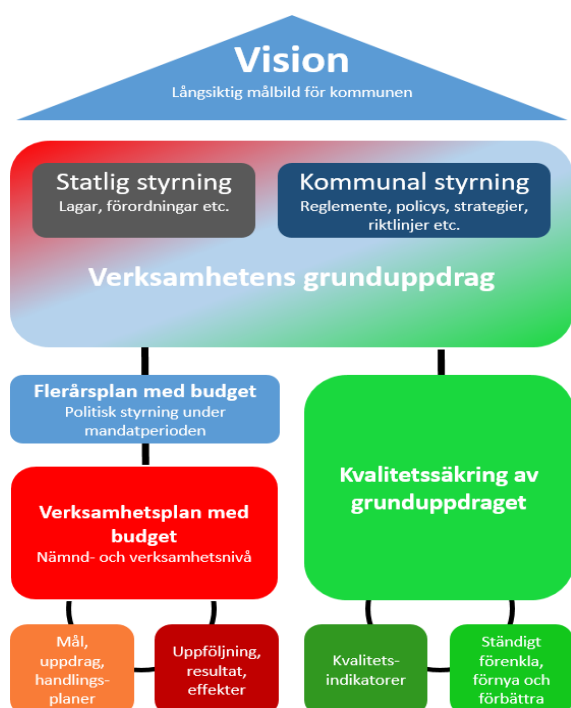 Vision
Långsiktig målbild för kommunen
Statlig styrning
Lagar, förordningar etc.
Kommunal styrning
Reglemente, policys, strategier,
riktlinjer etc.
Verksamhetens grunduppdrag
Flerårsplan med budget
Politisk styrning under
mandatperioden
Verksamhetsplan med
budget
Nämnd- och verksamhetsnivå
Kvalitetssäkring av
grunduppdraget
Mål,
uppdrag,
handlings-
planer
Uppföljning,
resultat,
effekter
Kvalitets-
indikatorer
Ständigt
förenkla,
förnya och
förbättra